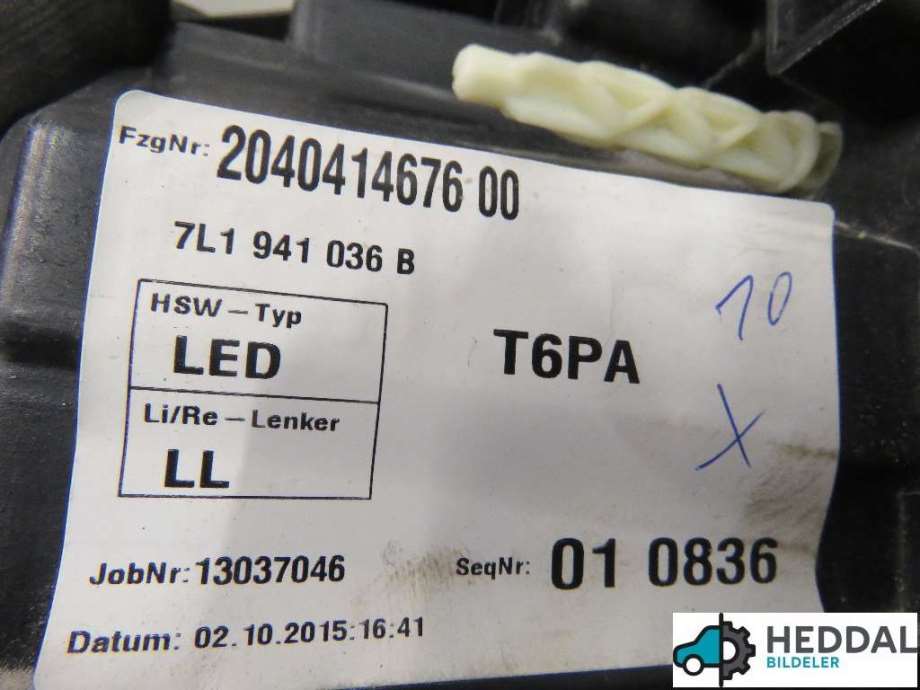 FzgNr: 2040414676 00
7L1 941 036 B
HSW-Typ
LED
Li/Re-Lenker
LL
T6PA
10
X
JobNr: 13037046
SeqNr: 01 0836
Datum: 02.10.2015:16:41
HEDDAL
BILDELER